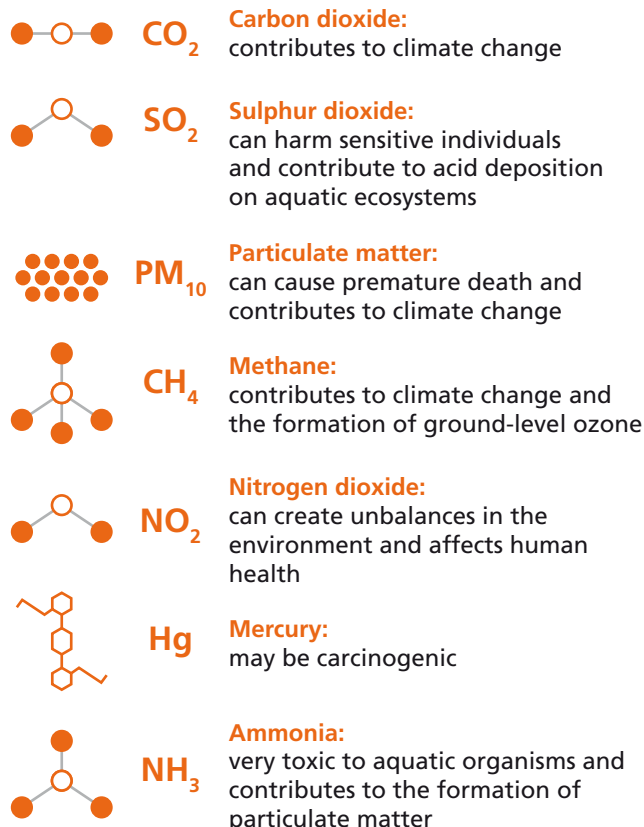 CO₂
Carbon dioxide:
contributes to climate change
SO₂
Sulphur dioxide:
can harm sensitive individuals
and contribute to acid deposition
on aquatic ecosystems
PM₁₀
Particulate matter:
can cause premature death and
contributes to climate change
CH₄
Methane:
contributes to climate change and
the formation of ground-level ozone
NO₂
Nitrogen dioxide:
can create unbalances in the
environment and affects human
health
Hg
Mercury:
may be carcinogenic
NH₃
Ammonia:
very toxic to aquatic organisms and
contributes to the formation of
particulate matter